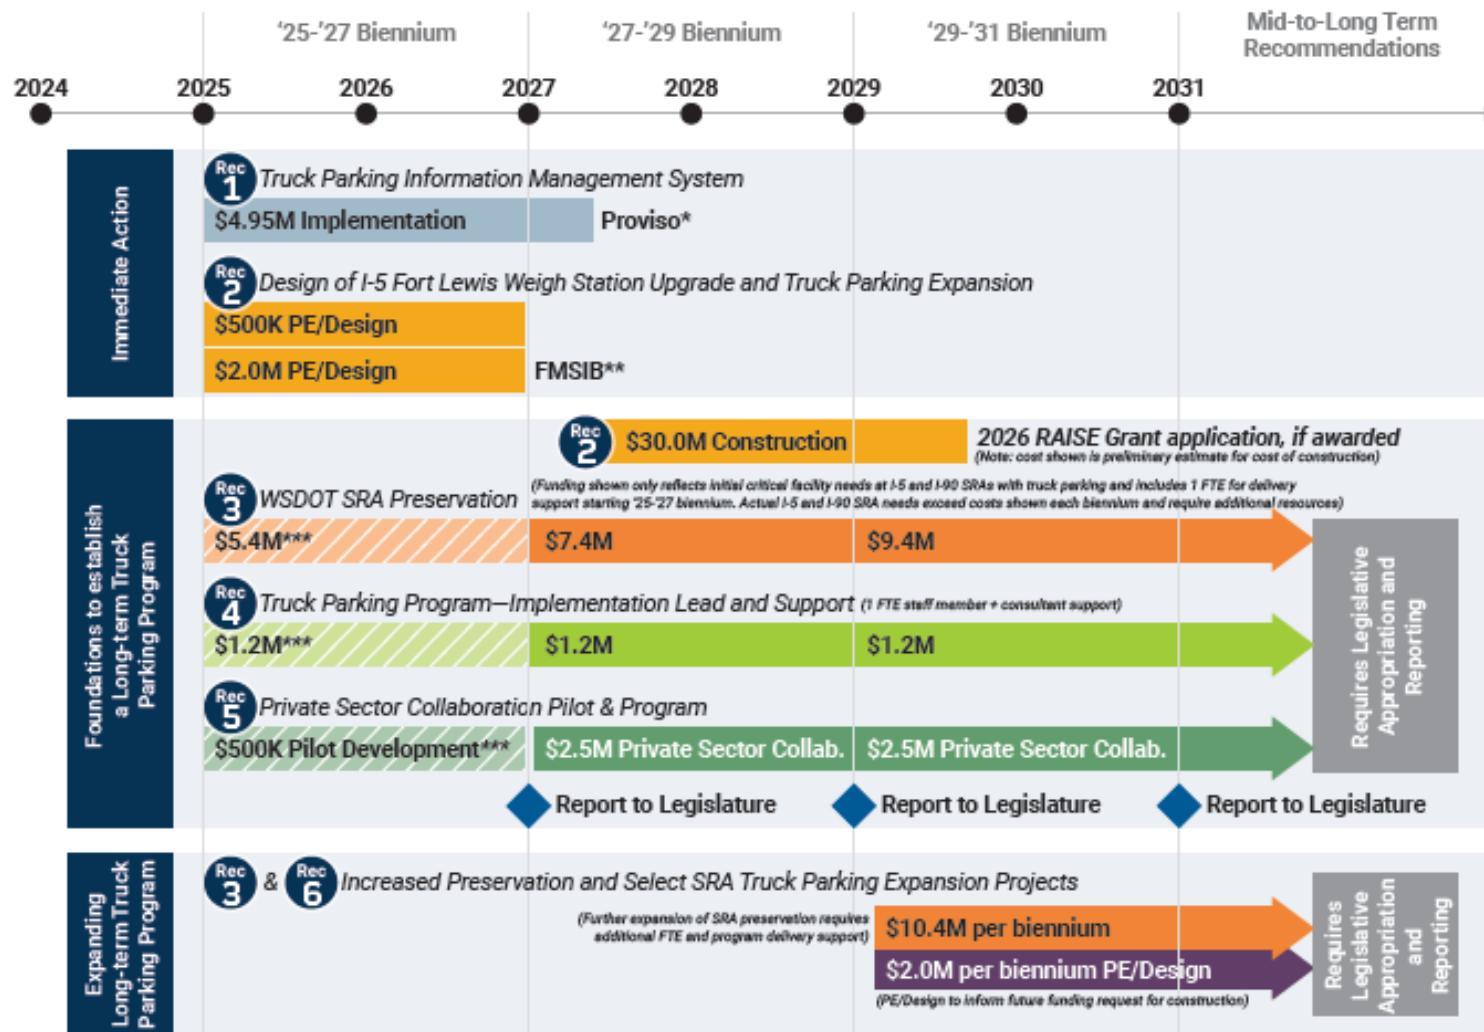 ‘25-‘27 Biennium
‘27-‘29 Biennium
‘29-‘31 Biennium
Mid-to-Long Term
Recommendations
2024
2025
2026
2027
2028
2029
2030
2031
Immediate Action
Rec
1
Truck Parking Information Management System
$4.95M Implementation
Proviso*
Rec
2
Design of I-5 Fort Lewis Weigh Station Upgrade and Truck Parking Expansion
$500K PE/Design
$2.0M PE/Design
FMSIB**
Foundations to establish
a Long-term Truck
Parking Program
Rec
2
$30.0M Construction
2026 RAISE Grant application, if awarded
(Note: cost shown is preliminary estimate for cost of construction)
Rec
3
WSDOT SRA Preservation
(Funding shown only reflects initial critical facility needs at I-5 and I-90 SRAs with truck parking and includes 1 FTE for delivery
support starting ’25-’27 biennium. Actual I-5 and I-90 SRA needs exceed costs shown each biennium and require additional resources)
$5.4M***
$7.4M
$9.4M
Rec
4
Truck Parking Program—Implementation Lead and Support (1 FTE staff member + consultant support)
$1.2M***
$1.2M
$1.2M
Rec
5
Private Sector Collaboration Pilot & Program
$500K Pilot Development***
$2.5M Private Sector Collab.
$2.5M Private Sector Collab.
Requires Legislative
Appropriation and
Reporting
Report to Legislature
Report to Legislature
Report to Legislature
Expanding
Long-term Truck
Parking Program
Rec
3
&
Rec
6
Increased Preservation and Select SRA Truck Parking Expansion Projects
(Further expansion of SRA preservation requires
additional FTE and program delivery support)
$10.4M per biennium
$2.0M per biennium PE/Design
(PE/Design to inform future funding request for construction)
Requires
Legislative
Appropriation
and
Reporting